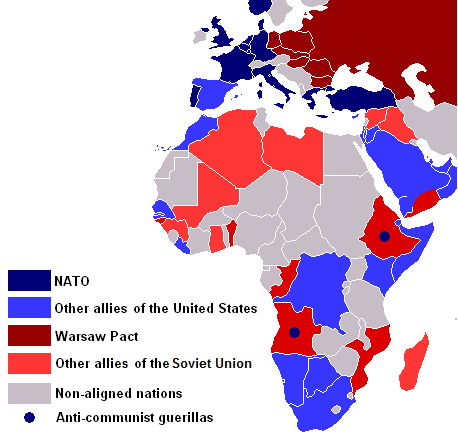 NATO
Other allies of the United States
Warsaw Pact
Other allies of the Soviet Union
Non-aligned nations
Anti-communist guerillas